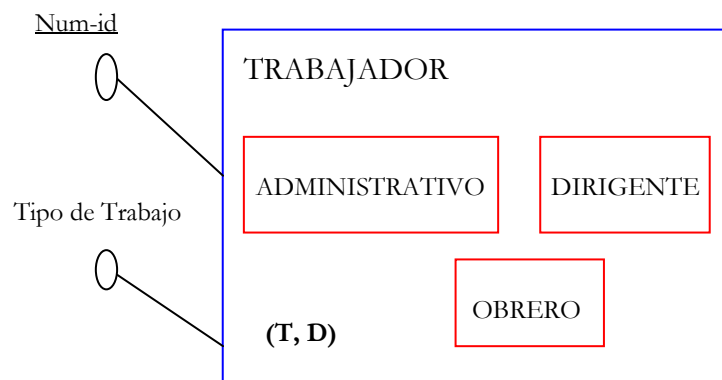 Num-id
TRABAJADOR
ADMINISTRATIVO
DIRIGENTE
Tipo de Trabajo
OBRERO
(T, D)